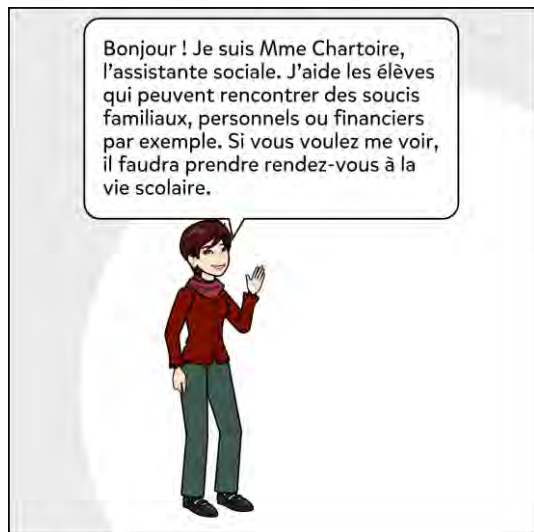 Bonjour ! Je suis Mme Chartoire,
l'assistante sociale. J'aide les élèves
qui peuvent rencontrer des soucis
familiaux, personnels ou financiers
par exemple. Si vous voulez me voir,
il faudra prendre rendez-vous à la
vie scolaire.